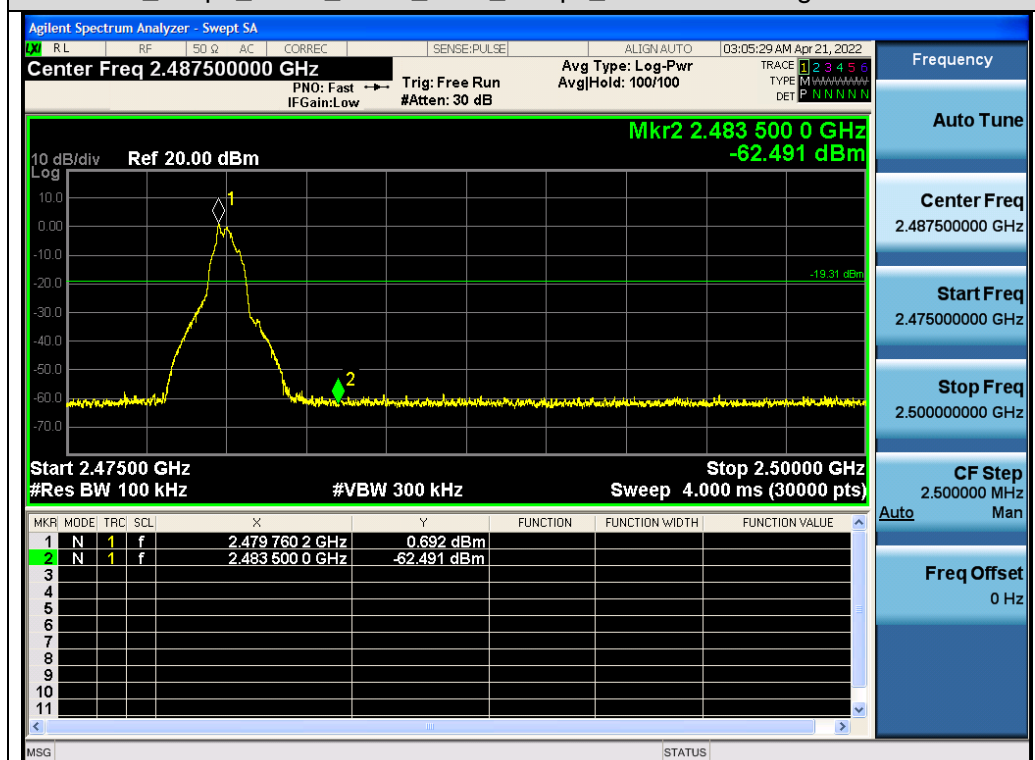 Agilent Spectrum Analyzer - Swept SA
LXI RL RF 50 Ω AC CORREC SENSE:PULSE ALIGN AUTO 03:05:29 AM Apr 21, 2022
Center Freq 2.487500000 GHz
PNO: Fast
IFGain:Low
Trig: Free Run
#Atten: 30 dB
Avg Type: Log-Pwr
Avg|Hold: 100/100
TRACE 1 2 3 4 5 6
TYPE M
DET P N N N N N
Mkr2 2.483 500 0 GHz
-62.491 dBm
10 dB/div Ref 20.00 dBm
Log
10.0
0.00
-10.0
-20.0
-30.0
-40.0
-50.0
-60.0
-70.0
1
-19.31 dBm
2
Start 2.47500 GHz Stop 2.50000 GHz
#Res BW 100 kHz #VBW 300 kHz Sweep 4.000 ms (30000 pts)
MKR MODE TRC SCL X Y FUNCTION FUNCTION WIDTH FUNCTION VALUE
1 N 1 f 2.479 760 2 GHz 0.692 dBm
2 N 1 f 2.483 500 0 GHz -62.491 dBm
3
4
5
6
7
8
9
10
11
MSG STATUS
Frequency
Auto Tune
Center Freq
2.487500000 GHz
Start Freq
2.475000000 GHz
Stop Freq
2.500000000 GHz
CF Step
2.500000 MHz
Auto Man
Freq Offset
0 Hz